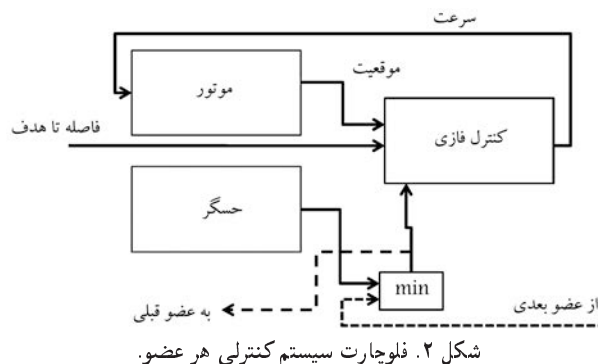 سرعت
موتور
موقعیت
کنترل فازی
فاصله تا هدف
حسگر
min
از عضو بعدی
به عضو قبلی
شکل ۲. فلوچارت سیستم کنترلی هر عضو.